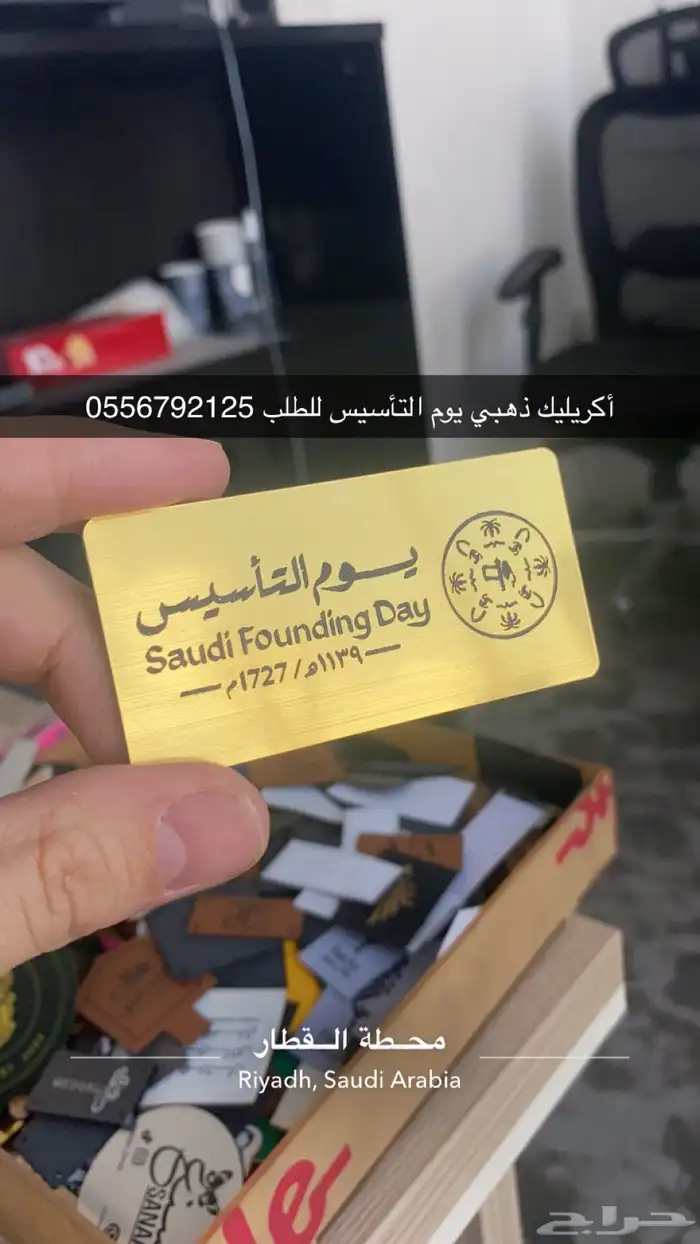 أكريليك ذهبي يوم التأسيس للطلب 0556792125
يوم التأسيس
Saudi Founding Day
١١٣٩هـ/ 1727م
محطة القطار
Riyadh, Saudi Arabia
SANA
حراج